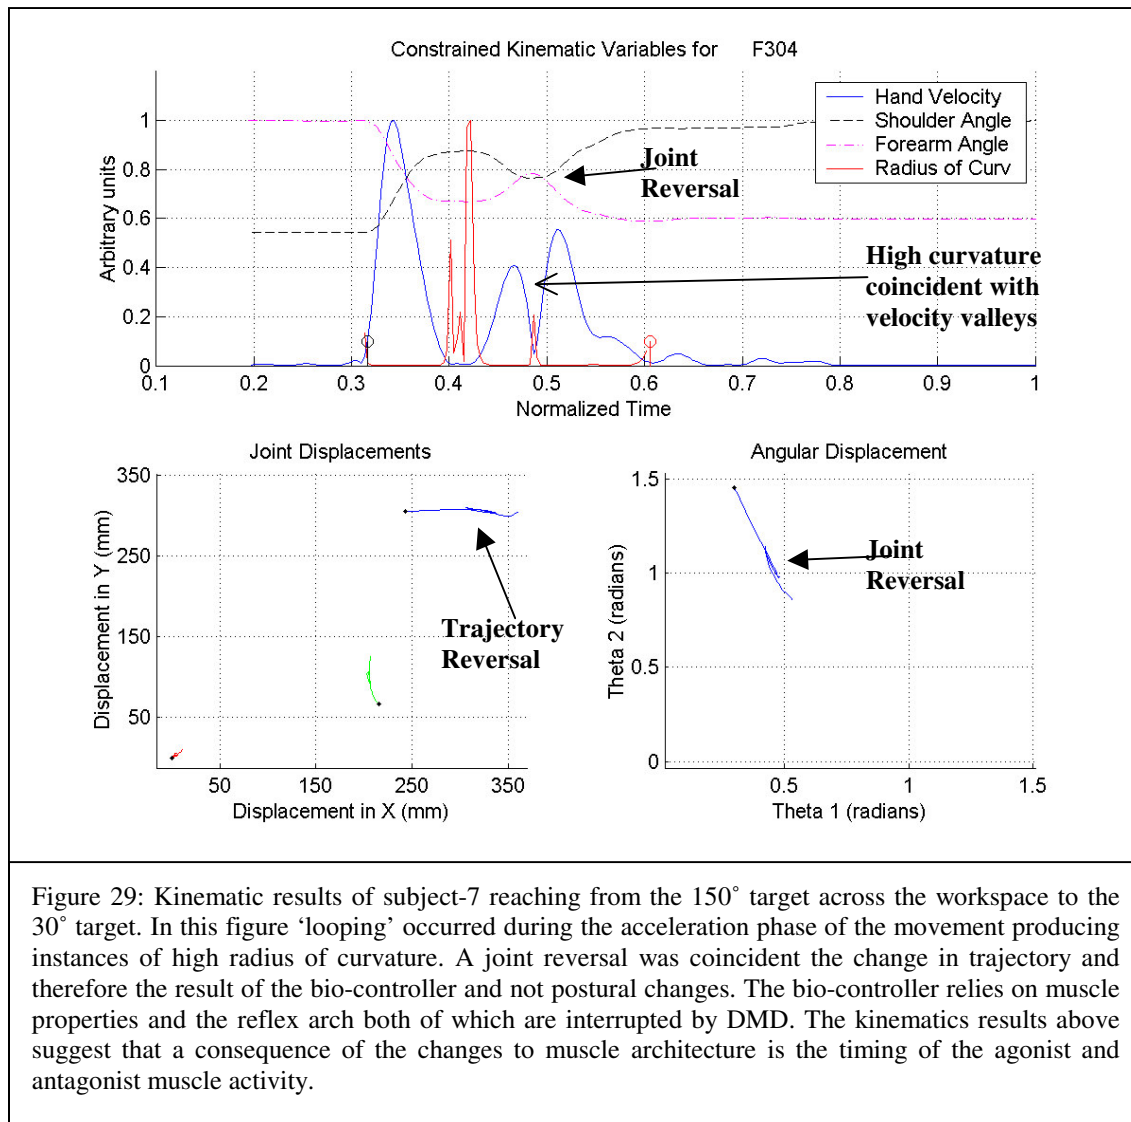 Constrained Kinematic Variables for F304
Hand Velocity
Shoulder Angle
Forearm Angle
Radius of Curv
Arbitrary units
1
0.8
0.6
0.4
0.2
0
Joint
Reversal
High curvature
coincident with
velocity valleys
0.1 0.2 0.3 0.4 0.5 0.6 0.7 0.8 0.9 1
Normalized Time
Joint Displacements
Displacement in Y (mm)
350
250
150
50
Trajectory
Reversal
50 150 250 350
Displacement in X (mm)
Angular Displacement
Theta 2 (radians)
1.5
1
0.5
0
Joint
Reversal
0.5 1 1.5
Theta 1 (radians)
Figure 29: Kinematic results of subject-7 reaching from the 150˚ target across the workspace to the
30˚ target. In this figure ‘looping’ occurred during the acceleration phase of the movement producing
instances of high radius of curvature. A joint reversal was coincident the change in trajectory and
therefore the result of the bio-controller and not postural changes. The bio-controller relies on muscle
properties and the reflex arch both of which are interrupted by DMD. The kinematics results above
suggest that a consequence of the changes to muscle architecture is the timing of the agonist and
antagonist muscle activity.